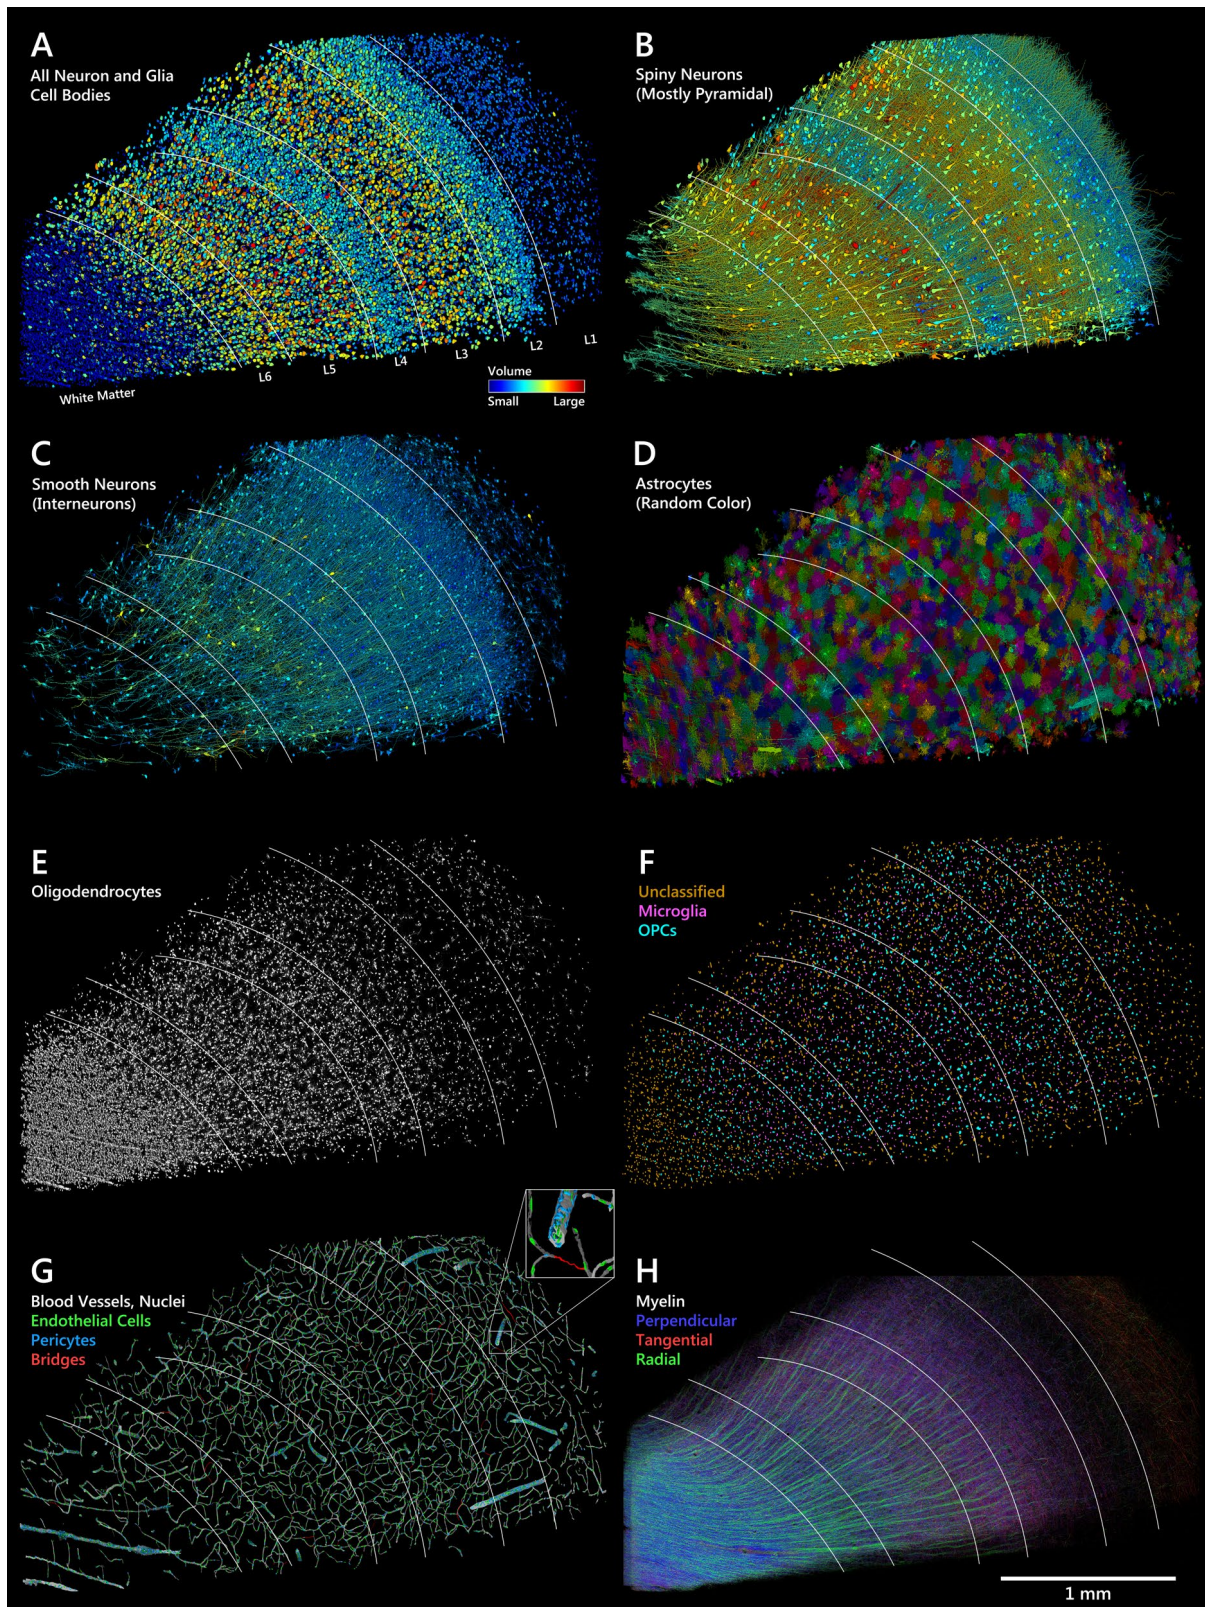 A
All Neuron and Glia
Cell Bodies
L1
L2
L3
L4
L5
L6
White Matter
Volume
Small Large
B
Spiny Neurons
(Mostly Pyramidal)
C
Smooth Neurons
(Interneurons)
D
Astrocytes
(Random Color)
E
Oligodendrocytes
F
Unclassified
Microglia
OPCs
G
Blood Vessels, Nuclei
Endothelial Cells
Pericytes
Bridges
H
Myelin
Perpendicular
Tangential
Radial
1 mm